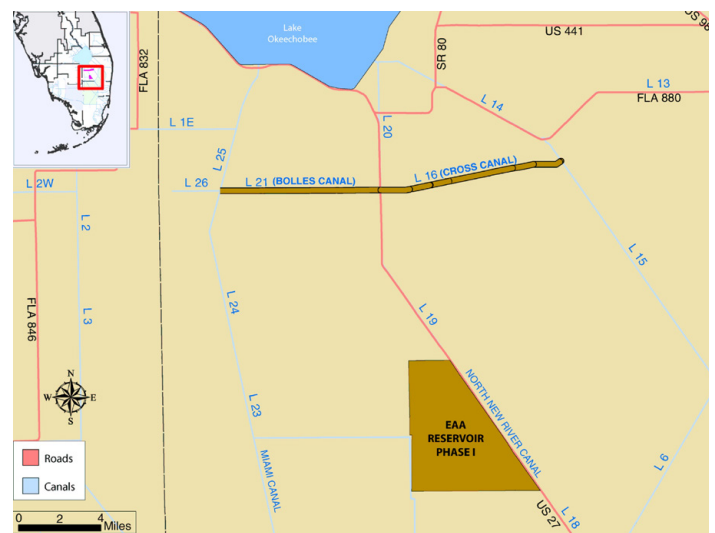 Lake
Okeechobee
US 441
US 98
FLA 832
SR 80
L 13
FLA 880
L 14
L 1E
L 20
L 25
L 16 (CROSS CANAL)
L 2W
L 26
L 21 (BOLLES CANAL)
L 2
L 15
L 24
L 3
FLA 846
L 19
N
W
E
S
NORTH NEW RIVER CANAL
L 23
EAA
RESERVOIR
PHASE I
MIAMI CANAL
L 6
Roads
Canals
US 27
L 18
0
2
4
Miles